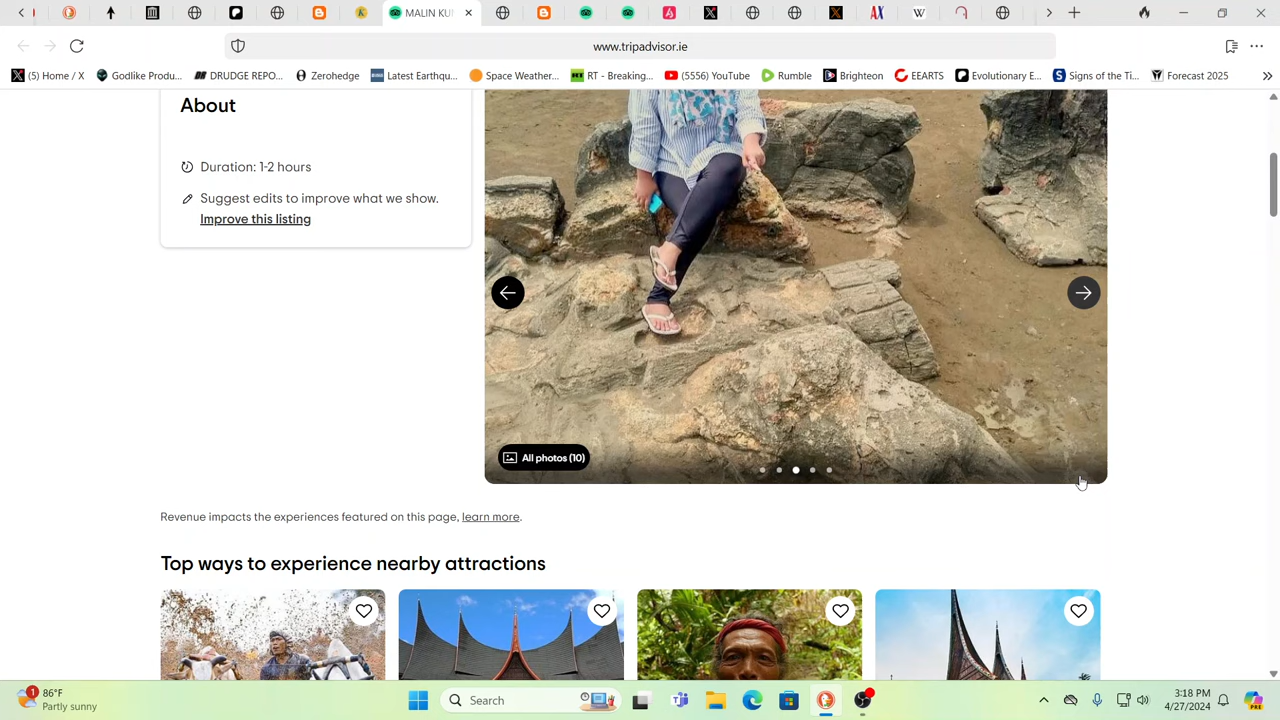 MALIN KU
www.tripadvisor.ie
(5) Home / X
Godlike Produ...
DRUDGE REPO...
Zerohedge
Latest Earthqu...
Space Weather...
RT - Breaking...
(5556) YouTube
Rumble
Brighteon
EEARTS
Evolutionary E...
Signs of the Ti...
Forecast 2025
About
Duration: 1-2 hours
Suggest edits to improve what we show.
Improve this listing
All photos (10)
Revenue impacts the experiences featured on this page, learn more.
Top ways to experience nearby attractions
1
86°F
Partly sunny
Search
3:18 PM
4/27/2024